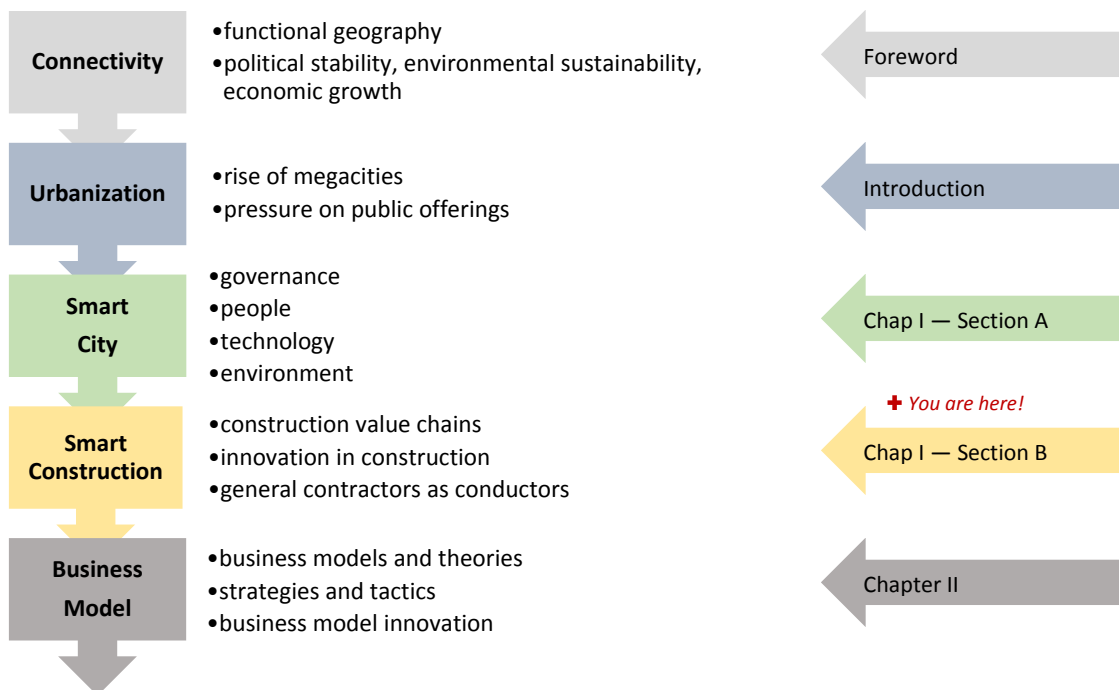 Connectivity
•functional geography
•political stability, environmental sustainability,
economic growth
Foreword
Urbanization
•rise of megacities
•pressure on public offerings
Introduction
Smart
City
•governance
•people
•technology
•environment
Chap I — Section A
✚ You are here!
Smart
Construction
•construction value chains
•innovation in construction
•general contractors as conductors
Chap I — Section B
Business
Model
•business models and theories
•strategies and tactics
•business model innovation
Chapter II